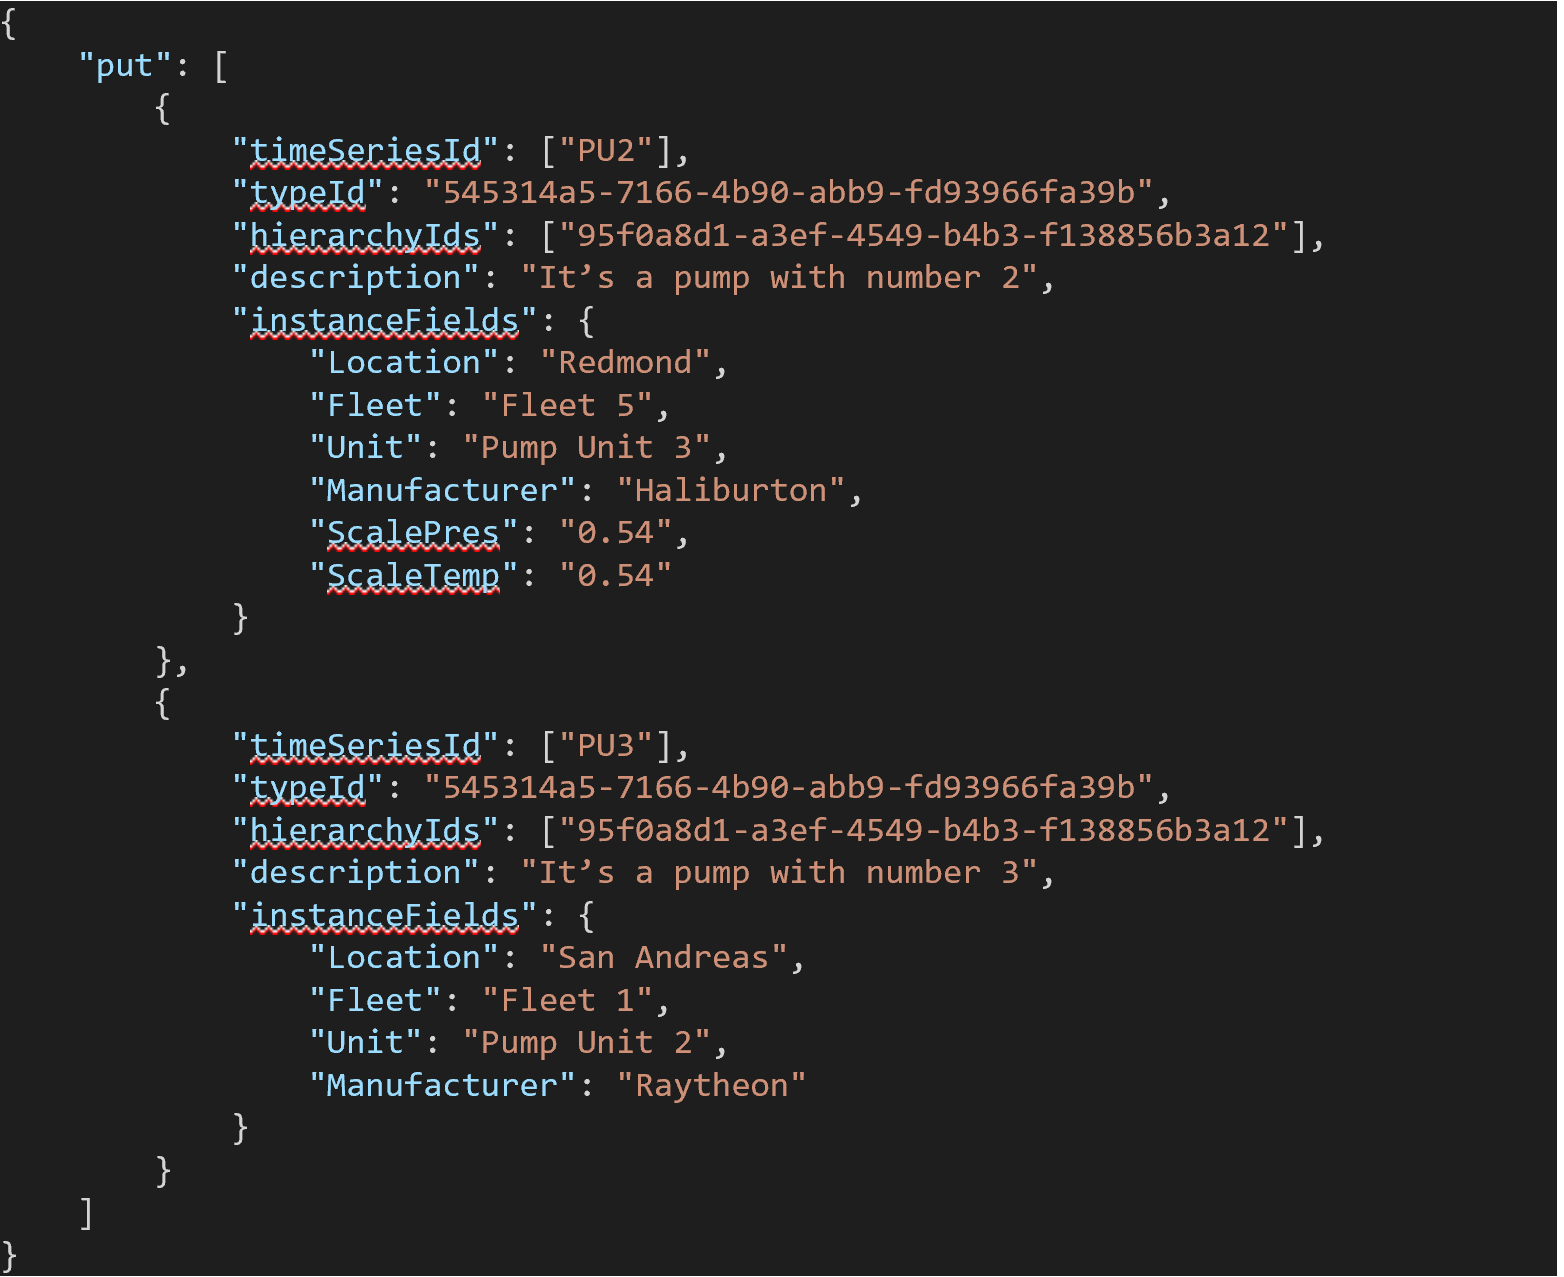 {
"put": [
{
"timeSeriesId": ["PU2"],
"typeId": "545314a5-7166-4b90-abb9-fd93966fa39b",
"hierarchyIds": ["95f0a8d1-a3ef-4549-b4b3-f138856b3a12"],
"description": "It’s a pump with number 2",
"instanceFields": {
"Location": "Redmond",
"Fleet": "Fleet 5",
"Unit": "Pump Unit 3",
"Manufacturer": "Haliburton",
"ScalePres": "0.54",
"ScaleTemp": "0.54"
}
},
{
"timeSeriesId": ["PU3"],
"typeId": "545314a5-7166-4b90-abb9-fd93966fa39b",
"hierarchyIds": ["95f0a8d1-a3ef-4549-b4b3-f138856b3a12"],
"description": "It’s a pump with number 3",
"instanceFields": {
"Location": "San Andreas",
"Fleet": "Fleet 1",
"Unit": "Pump Unit 2",
"Manufacturer": "Raytheon"
}
}
]
}